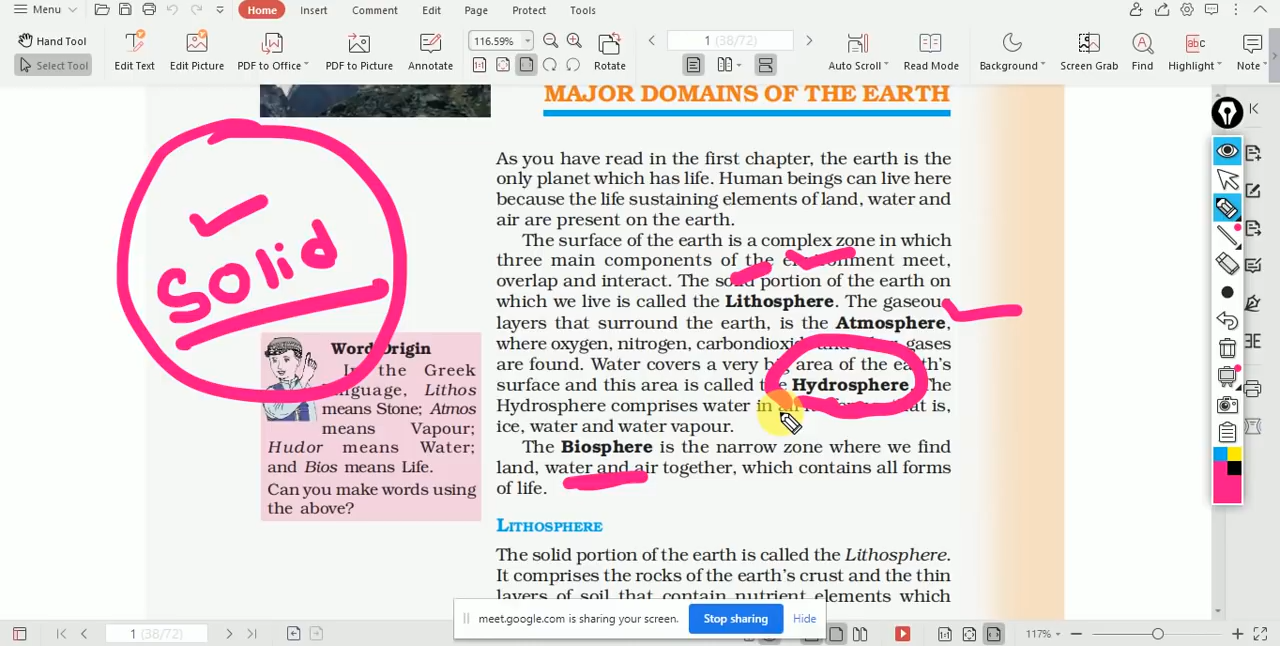 Menu
Home
Insert
Comment
Edit
Page
Protect
Tools
Hand Tool
Select Tool
Edit Text
Edit Picture
PDF to Office
PDF to Picture
Annotate
116.59%
Rotate
1 (38/72)
Auto Scroll
Read Mode
Background
Screen Grab
Find
Highlight
Note
MAJOR DOMAINS OF THE EARTH
As you have read in the first chapter, the earth is the
only planet which has life. Human beings can live here
because the life sustaining elements of land, water and
air are present on the earth.
The surface of the earth is a complex zone in which
three main components of the environment meet,
overlap and interact. The solid portion of the earth on
which we live is called the Lithosphere. The gaseous
layers that surround the earth, is the Atmosphere,
where oxygen, nitrogen, carbondioxide and other gases
are found. Water covers a very big area of the earth's
surface and this area is called the Hydrosphere. The
Hydrosphere comprises water in all its forms, that is,
ice, water and water vapour.
The Biosphere is the narrow zone where we find
land, water and air together, which contains all forms
of life.
LITHOSPHERE
The solid portion of the earth is called the Lithosphere.
It comprises the rocks of the earth's crust and the thin
layers of soil that contain nutrient elements which
Solid
Word Origin
In the Greek
language, Lithos
means Stone; Atmos
means Vapour;
Hudor means Water;
and Bios means Life.
Can you make words using
the above?
meet.google.com is sharing your screen.
Stop sharing
Hide
1 (38/72)
117%